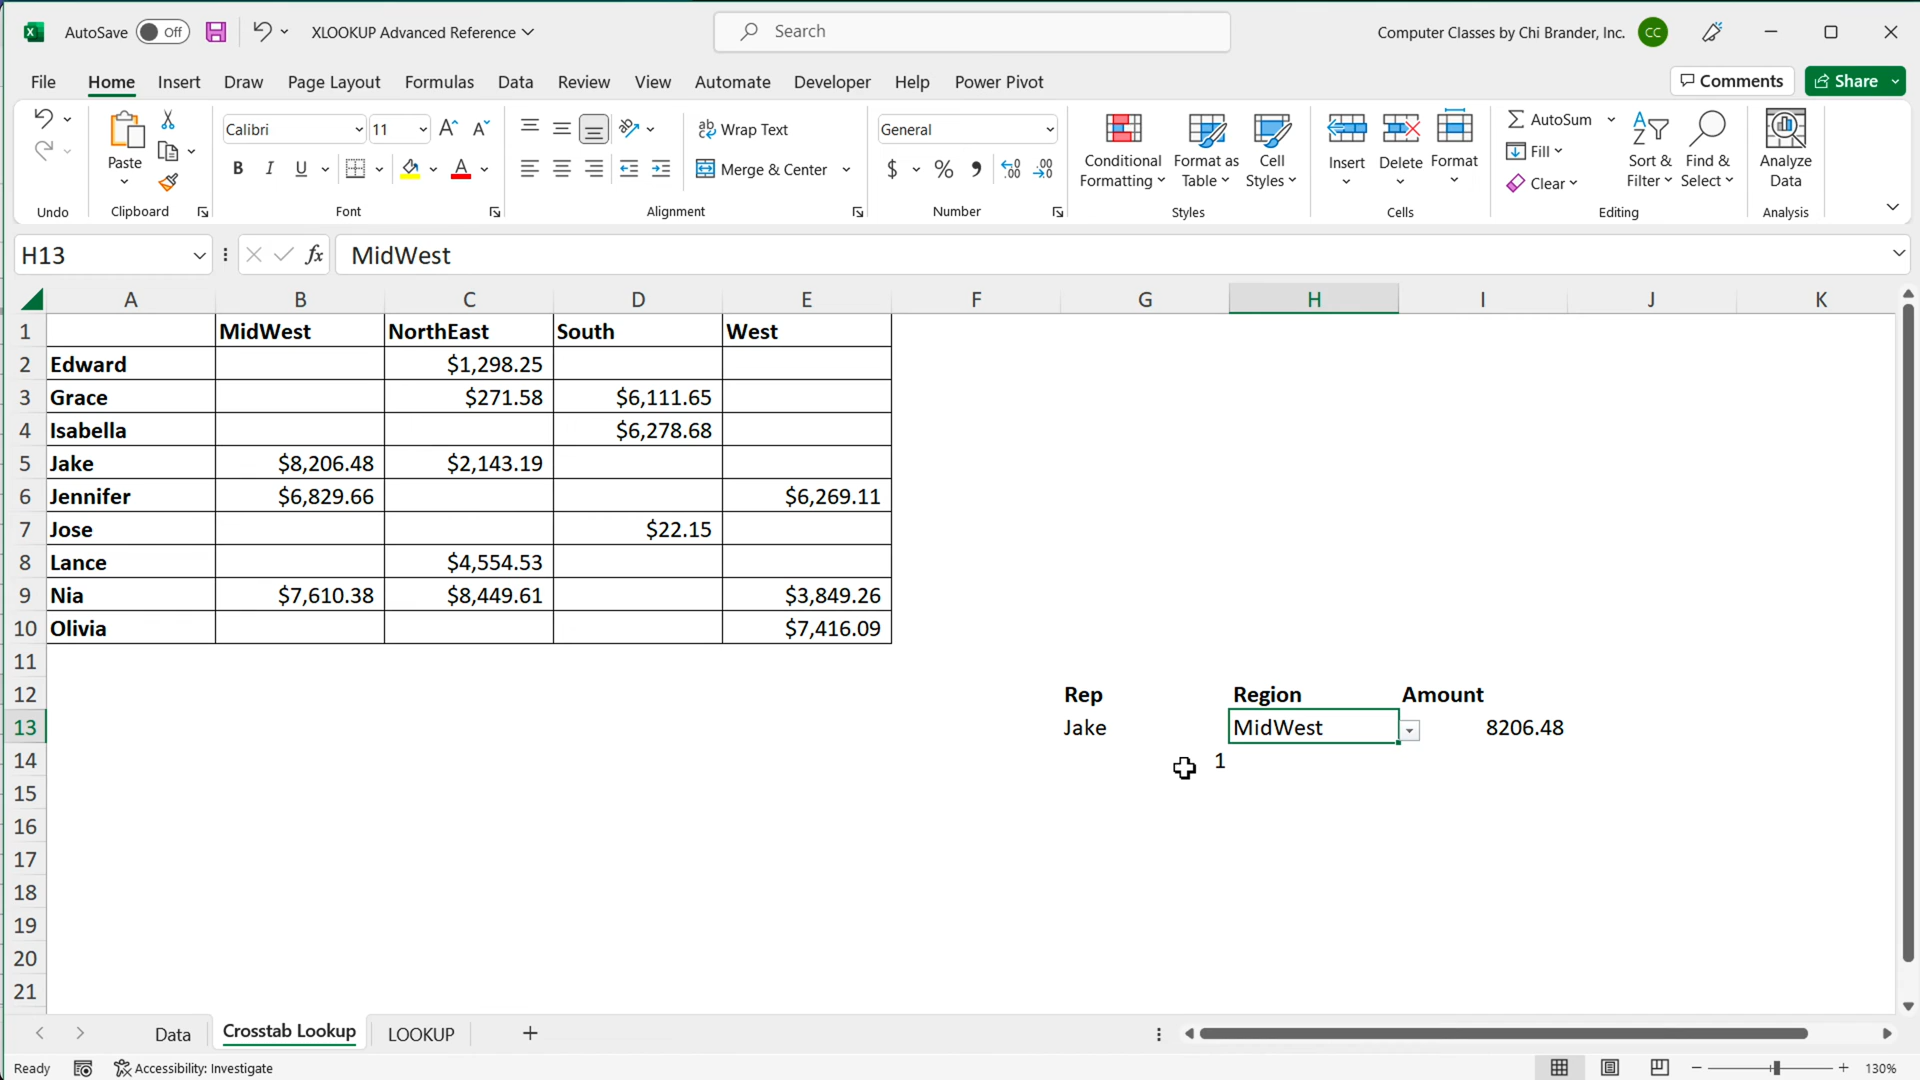 AutoSave Off XLOOKUP Advanced Reference Search Computer Classes by Chi Brander, Inc. CC
File Home Insert Draw Page Layout Formulas Data Review View Automate Developer Help Power Pivot Comments Share
Paste
Calibri 11
B I U A
ab Wrap Text
Merge & Center
General
$ % 9 .00 .00
Conditional Formatting
Format as Table
Cell Styles
Insert
Delete
Format
AutoSum
Fill
Clear
Sort & Filter
Find & Select
Analyze Data
Undo Clipboard Font Alignment Number Styles Cells Editing Analysis
H13 fx MidWest
A B C D E F G H I J K
1 MidWest NorthEast South West
2 Edward $1,298.25
3 Grace $271.58 $6,111.65
4 Isabella $6,278.68
5 Jake $8,206.48 $2,143.19
6 Jennifer $6,829.66 $6,269.11
7 Jose $22.15
8 Lance $4,554.53
9 Nia $7,610.38 $8,449.61 $3,849.26
10 Olivia $7,416.09
11
12 Rep Region Amount
13 Jake MidWest 8206.48
14 1
15
16
17
18
19
20
21
Data Crosstab Lookup LOOKUP
Ready Accessibility: Investigate 130%